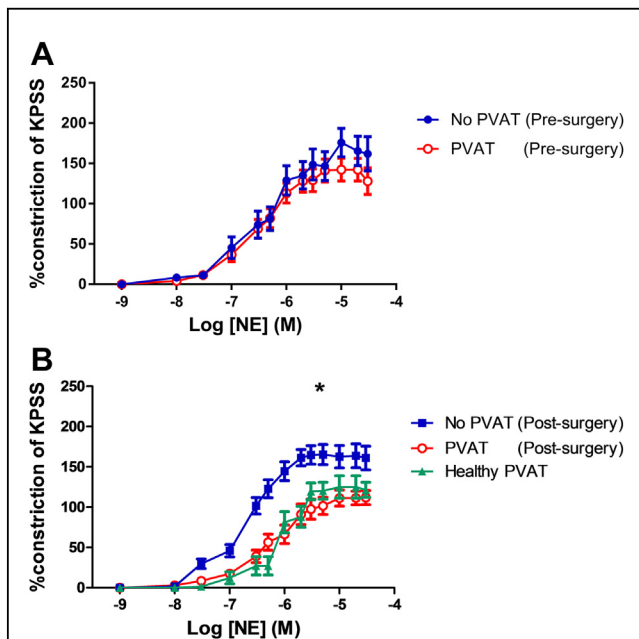 A
%constriction of KPSS
250
200
150
100
50
0
-9 -8 -7 -6 -5 -4
Log [NE] (M)
No PVAT (Pre-surgery)
PVAT (Pre-surgery)
B
%constriction of KPSS
250
200
150
100
50
0
*
-9 -8 -7 -6 -5 -4
Log [NE] (M)
No PVAT (Post-surgery)
PVAT (Post-surgery)
Healthy PVAT